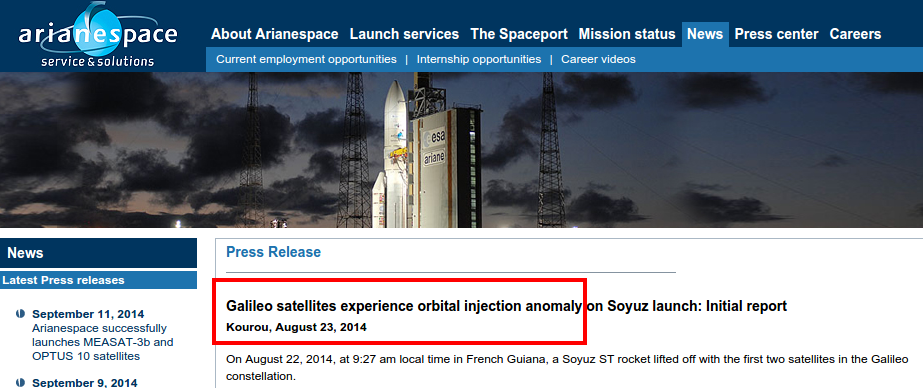 arianespace
service & solutions
About Arianespace Launch services The Spaceport Mission status News Press center Careers
Current employment opportunities | Internship opportunities | Career videos
esa
ariane
News
Latest Press releases
September 11, 2014
Arianespace successfully
launches MEASAT-3b and
OPTUS 10 satellites
September 9, 2014
Press Release
Galileo satellites experience orbital injection anomaly on Soyuz launch: Initial report
Kourou, August 23, 2014
On August 22, 2014, at 9:27 am local time in French Guiana, a Soyuz ST rocket lifted off with the first two satellites in the Galileo
constellation.